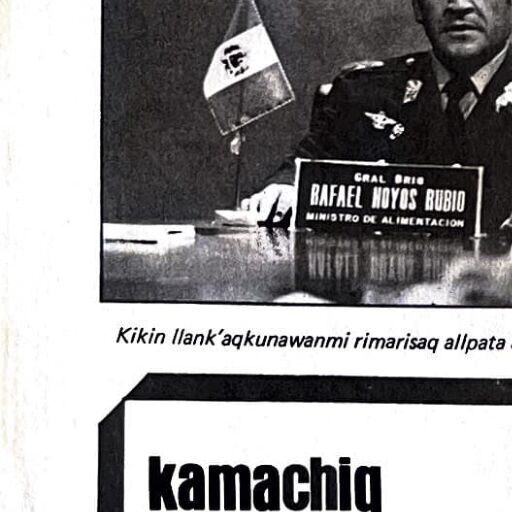 GRAL BRIG
RAFAEL HOYOS RUBIO
MINISTRO DE ALIMENTACION
Kikin llank'aqkunawanmi rimarisaq allpata
kamachiq